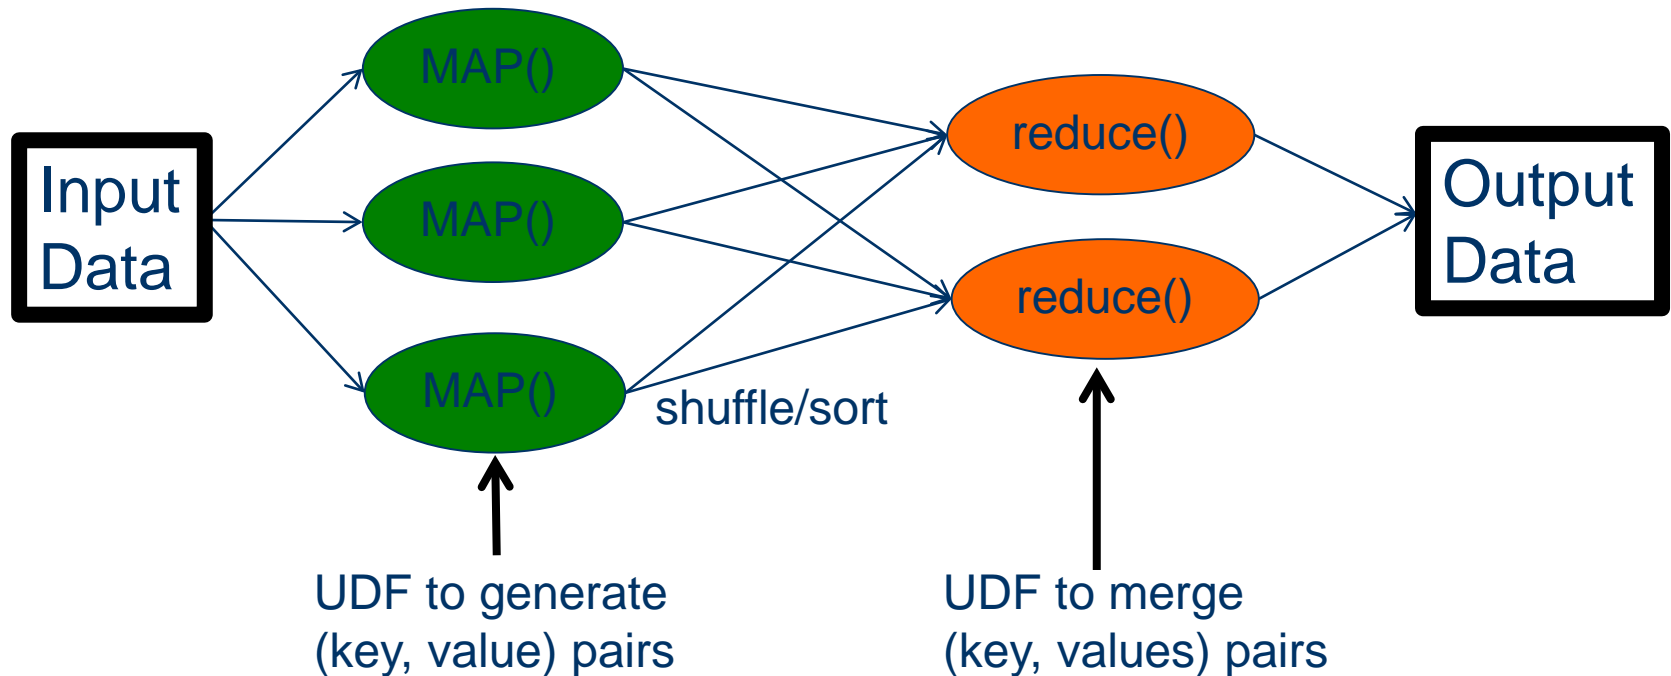 MAP()
reduce()
Input
Data
MAP()
Output
Data
reduce()
MAP()
shuffle/sort
UDF to generate
(key, value) pairs
UDF to merge
(key, values) pairs